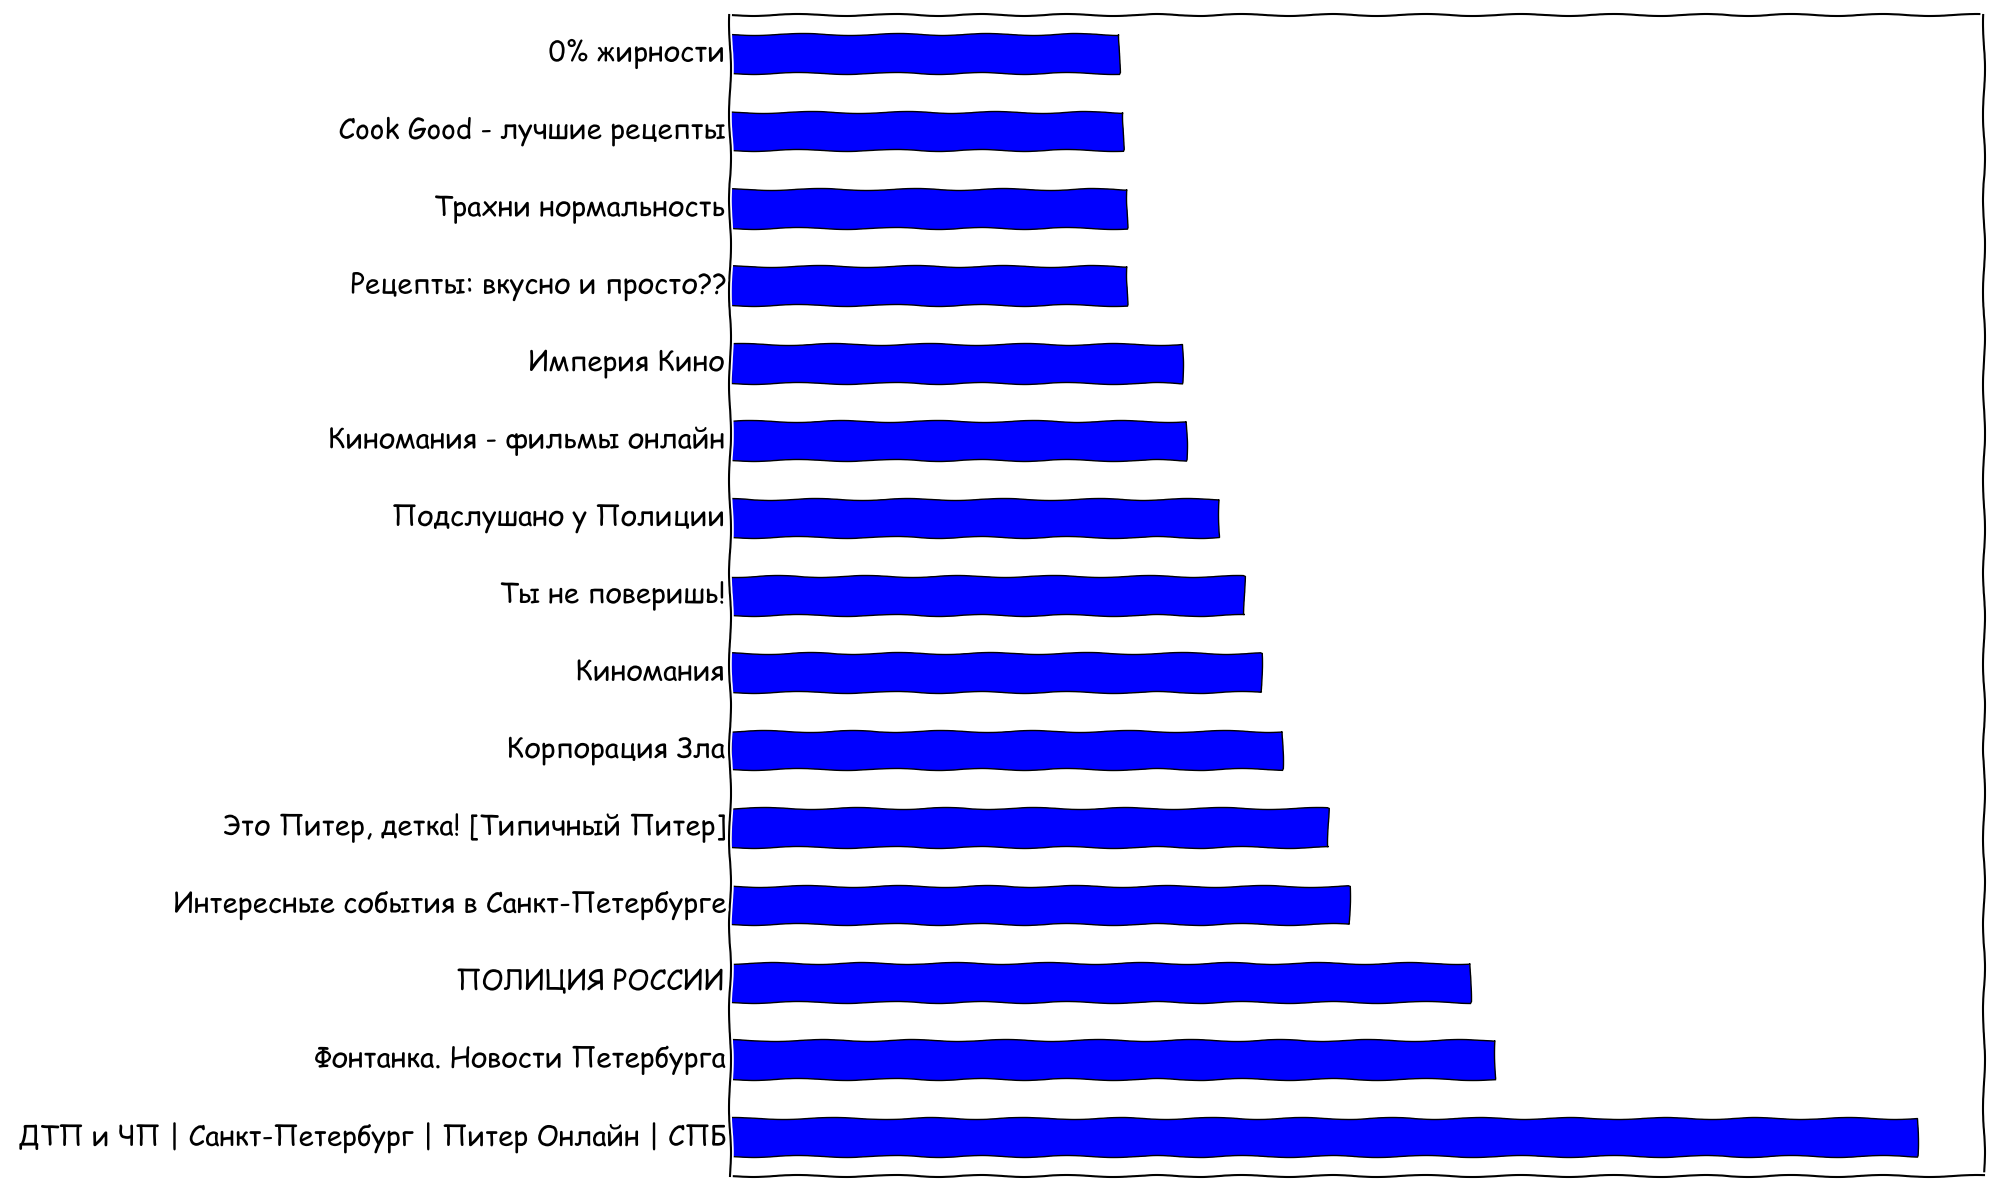 0% жирности
Cook Good - лучшие рецепты
Трахни нормальность
Рецепты: вкусно и просто??
Империя Кино
Киномания - фильмы онлайн
Подслушано у Полиции
Ты не поверишь!
Киномания
Корпорация Зла
Это Питер, детка! [Типичный Питер]
Интересные события в Санкт-Петербурге
ПОЛИЦИЯ РОССИИ
Фонтанка. Новости Петербурга
ДТП и ЧП | Санкт-Петербург | Питер Онлайн | СПБ